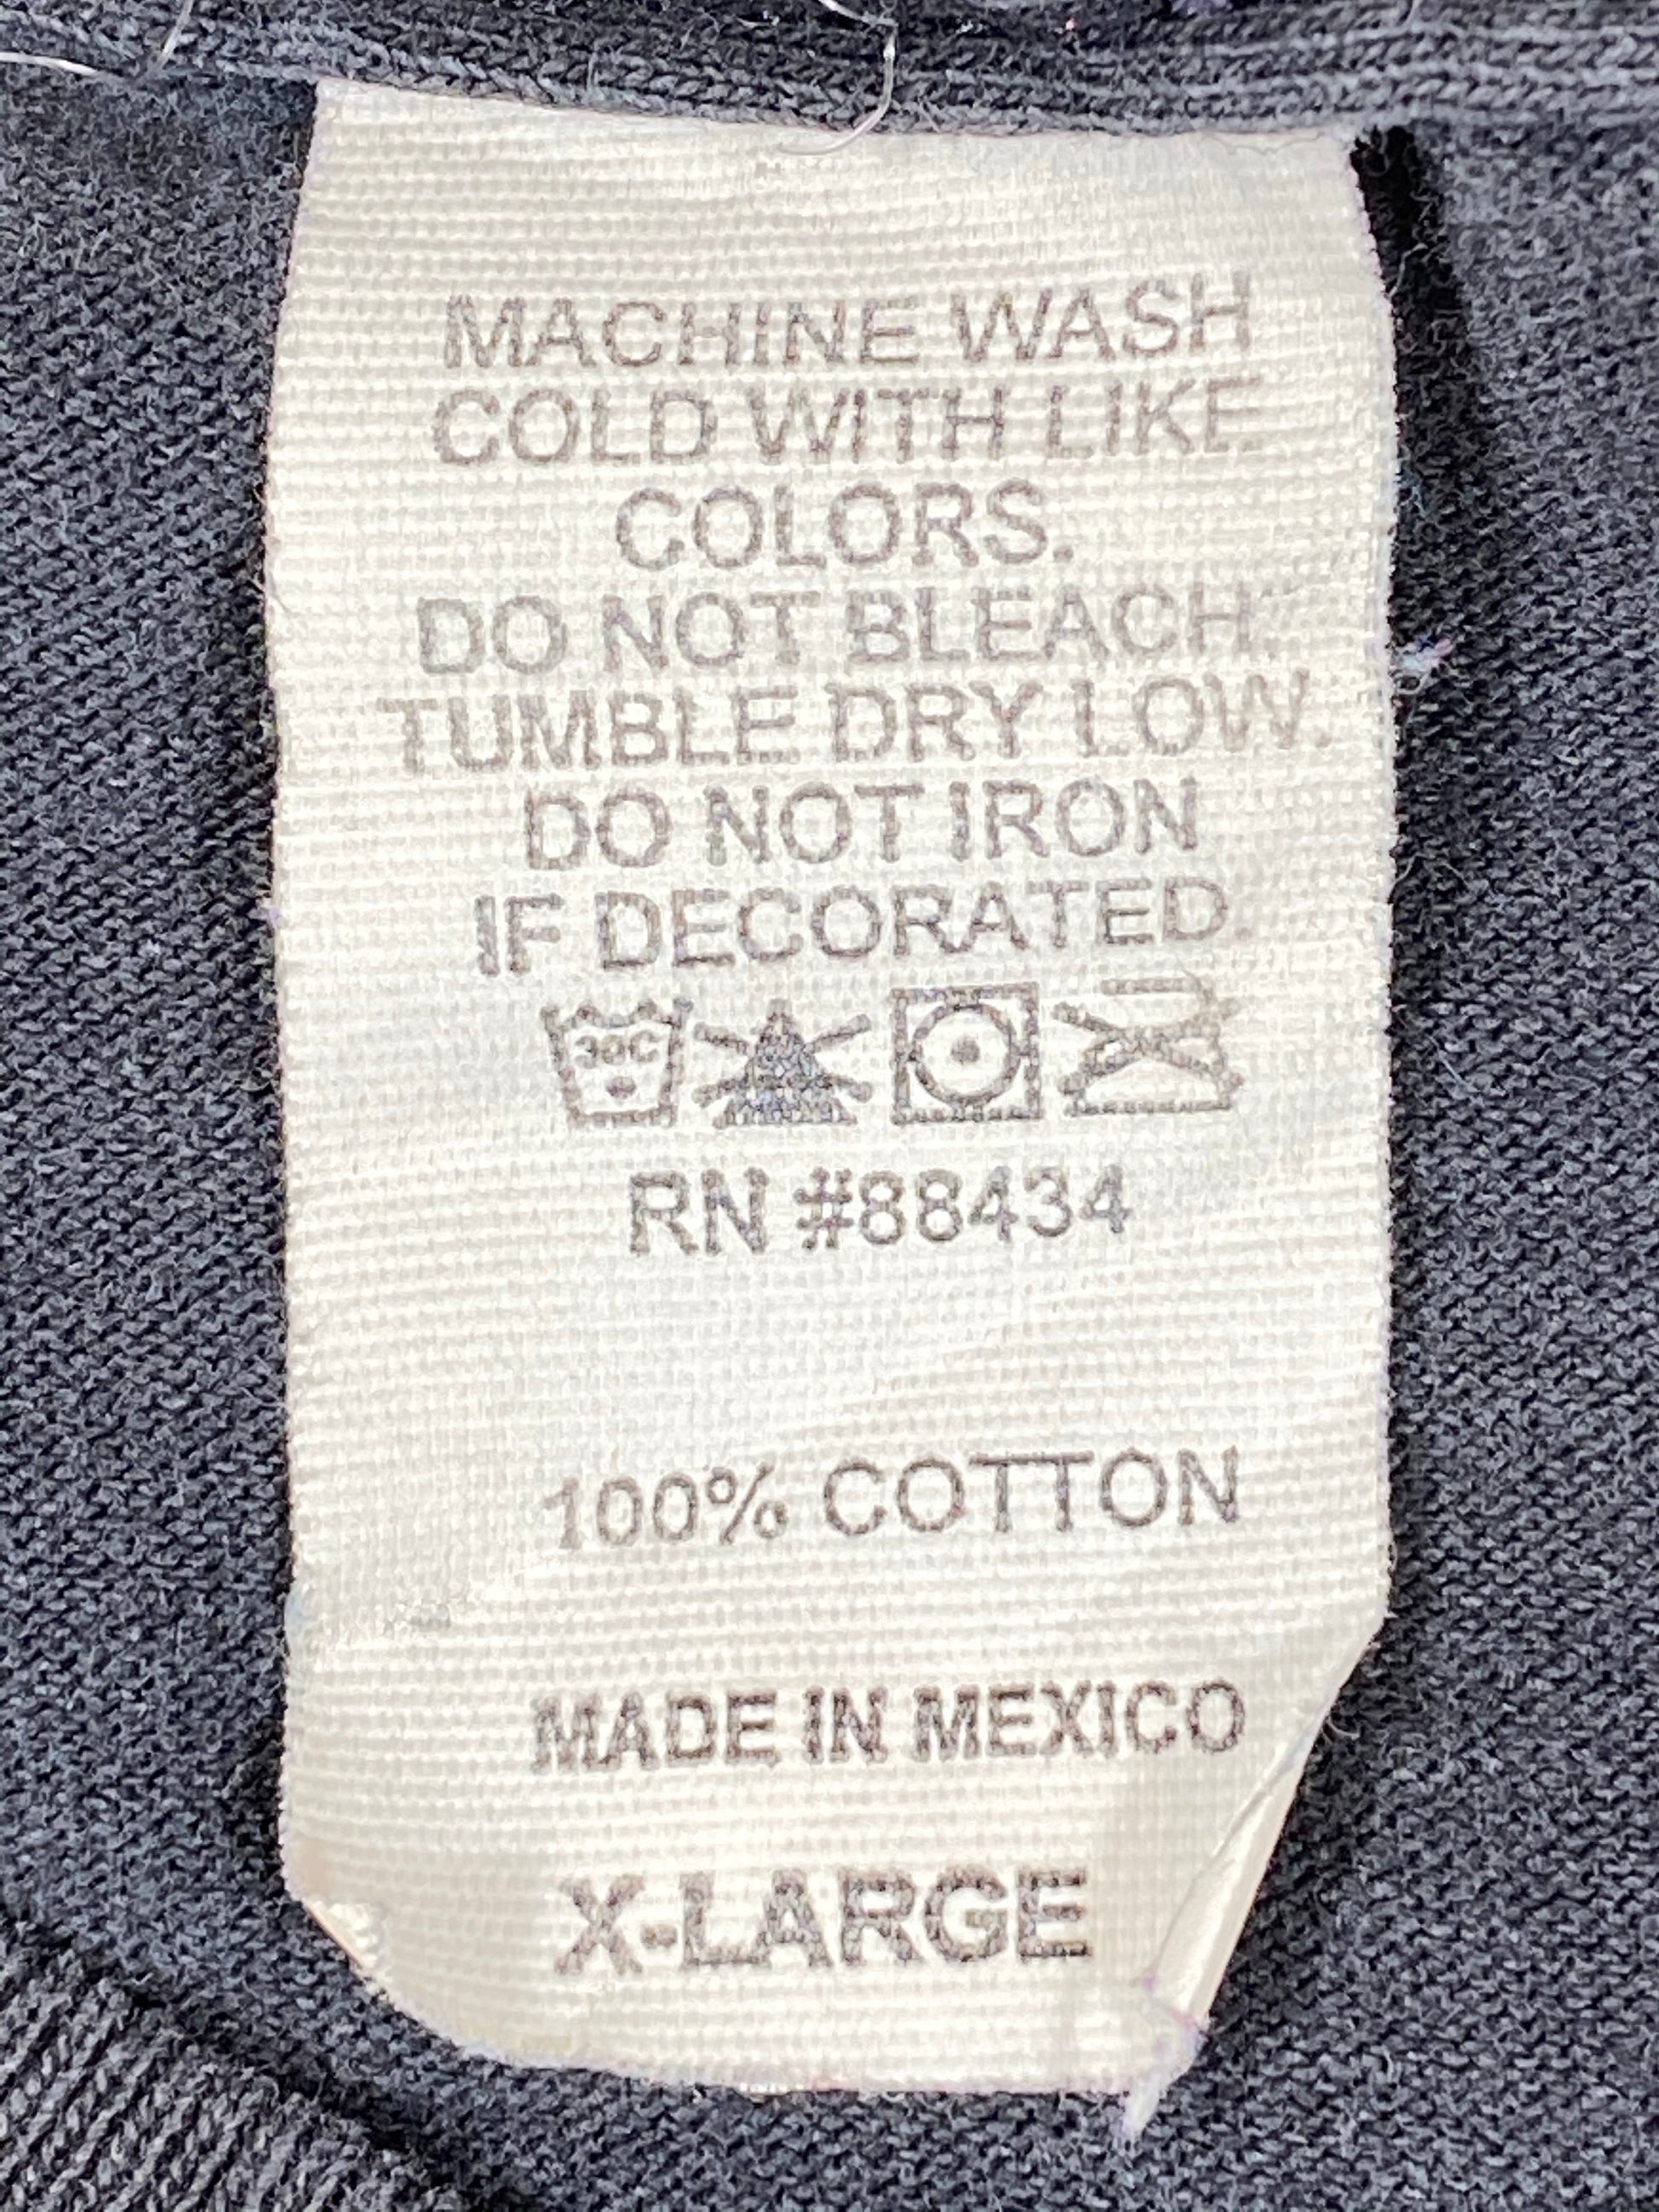 MACHINE WASH
COLD WITH LIKE
COLORS.
DO NOT BLEACH.
TUMBLE DRY LOW.
DO NOT IRON
IF DECORATED.
30C
RN #88434
100% COTTON
MADE IN MEXICO
X-LARGE